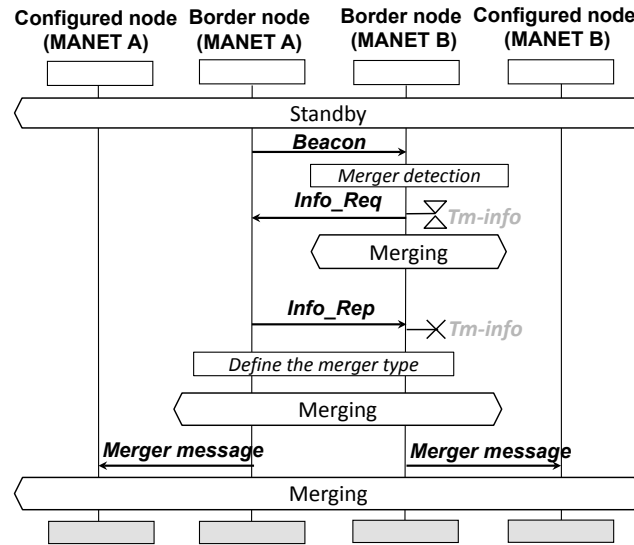 Configured node Border node Border node Configured node
(MANET A) (MANET A) (MANET B) (MANET B)
Standby
Beacon
Merger detection
Info_Req
Tm-info
Merging
Info_Rep
Tm-info
Define the merger type
Merging
Merger message Merger message
Merging